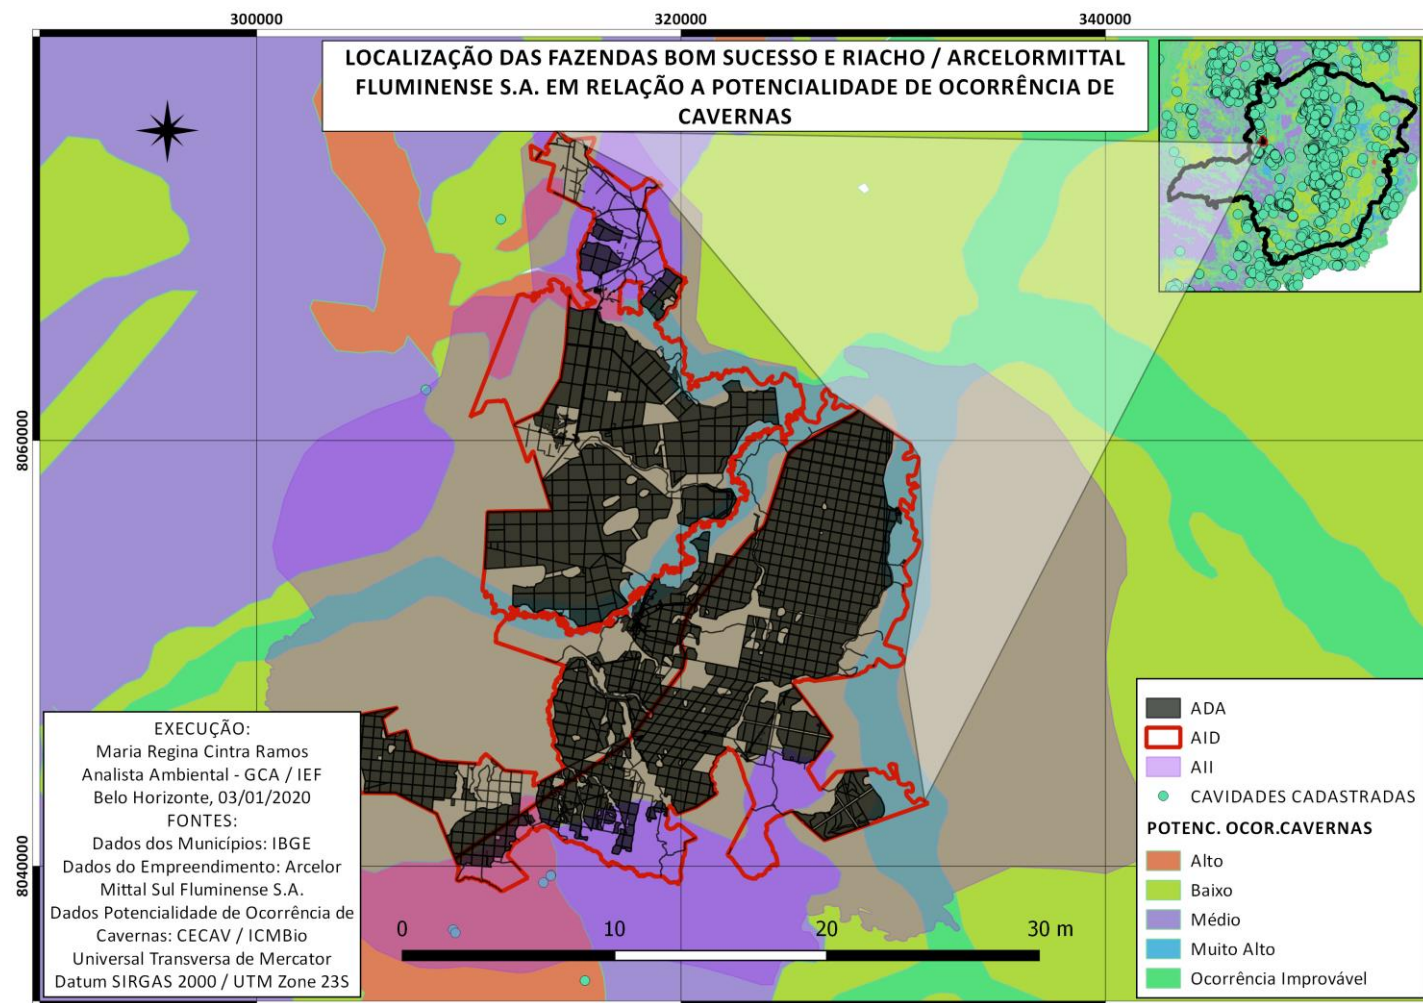 300000
320000
340000
LOCALIZAÇÃO DAS FAZENDAS BOM SUCESSO E RIACHO / ARCELORMITTAL
FLUMINENSE S.A. EM RELAÇÃO A POTENCIALIDADE DE OCORRÊNCIA DE
CAVERNAS
8060000
8040000
EXECUÇÃO:
Maria Regina Cintra Ramos
Analista Ambiental - GCA / IEF
Belo Horizonte, 03/01/2020
FONTES:
Dados dos Municípios: IBGE
Dados do Empreendimento: Arcelor
Mittal Sul Fluminense S.A.
Dados Potencialidade de Ocorrência de
Cavernas: CECAV / ICMBio
Universal Transversa de Mercator
Datum SIRGAS 2000 / UTM Zone 23S
0
10
20
30 m
ADA
AID
AII
CAVIDADES CADASTRADAS
POTENC. OCOR.CAVERNAS
Alto
Baixo
Médio
Muito Alto
Ocorrência Improvável